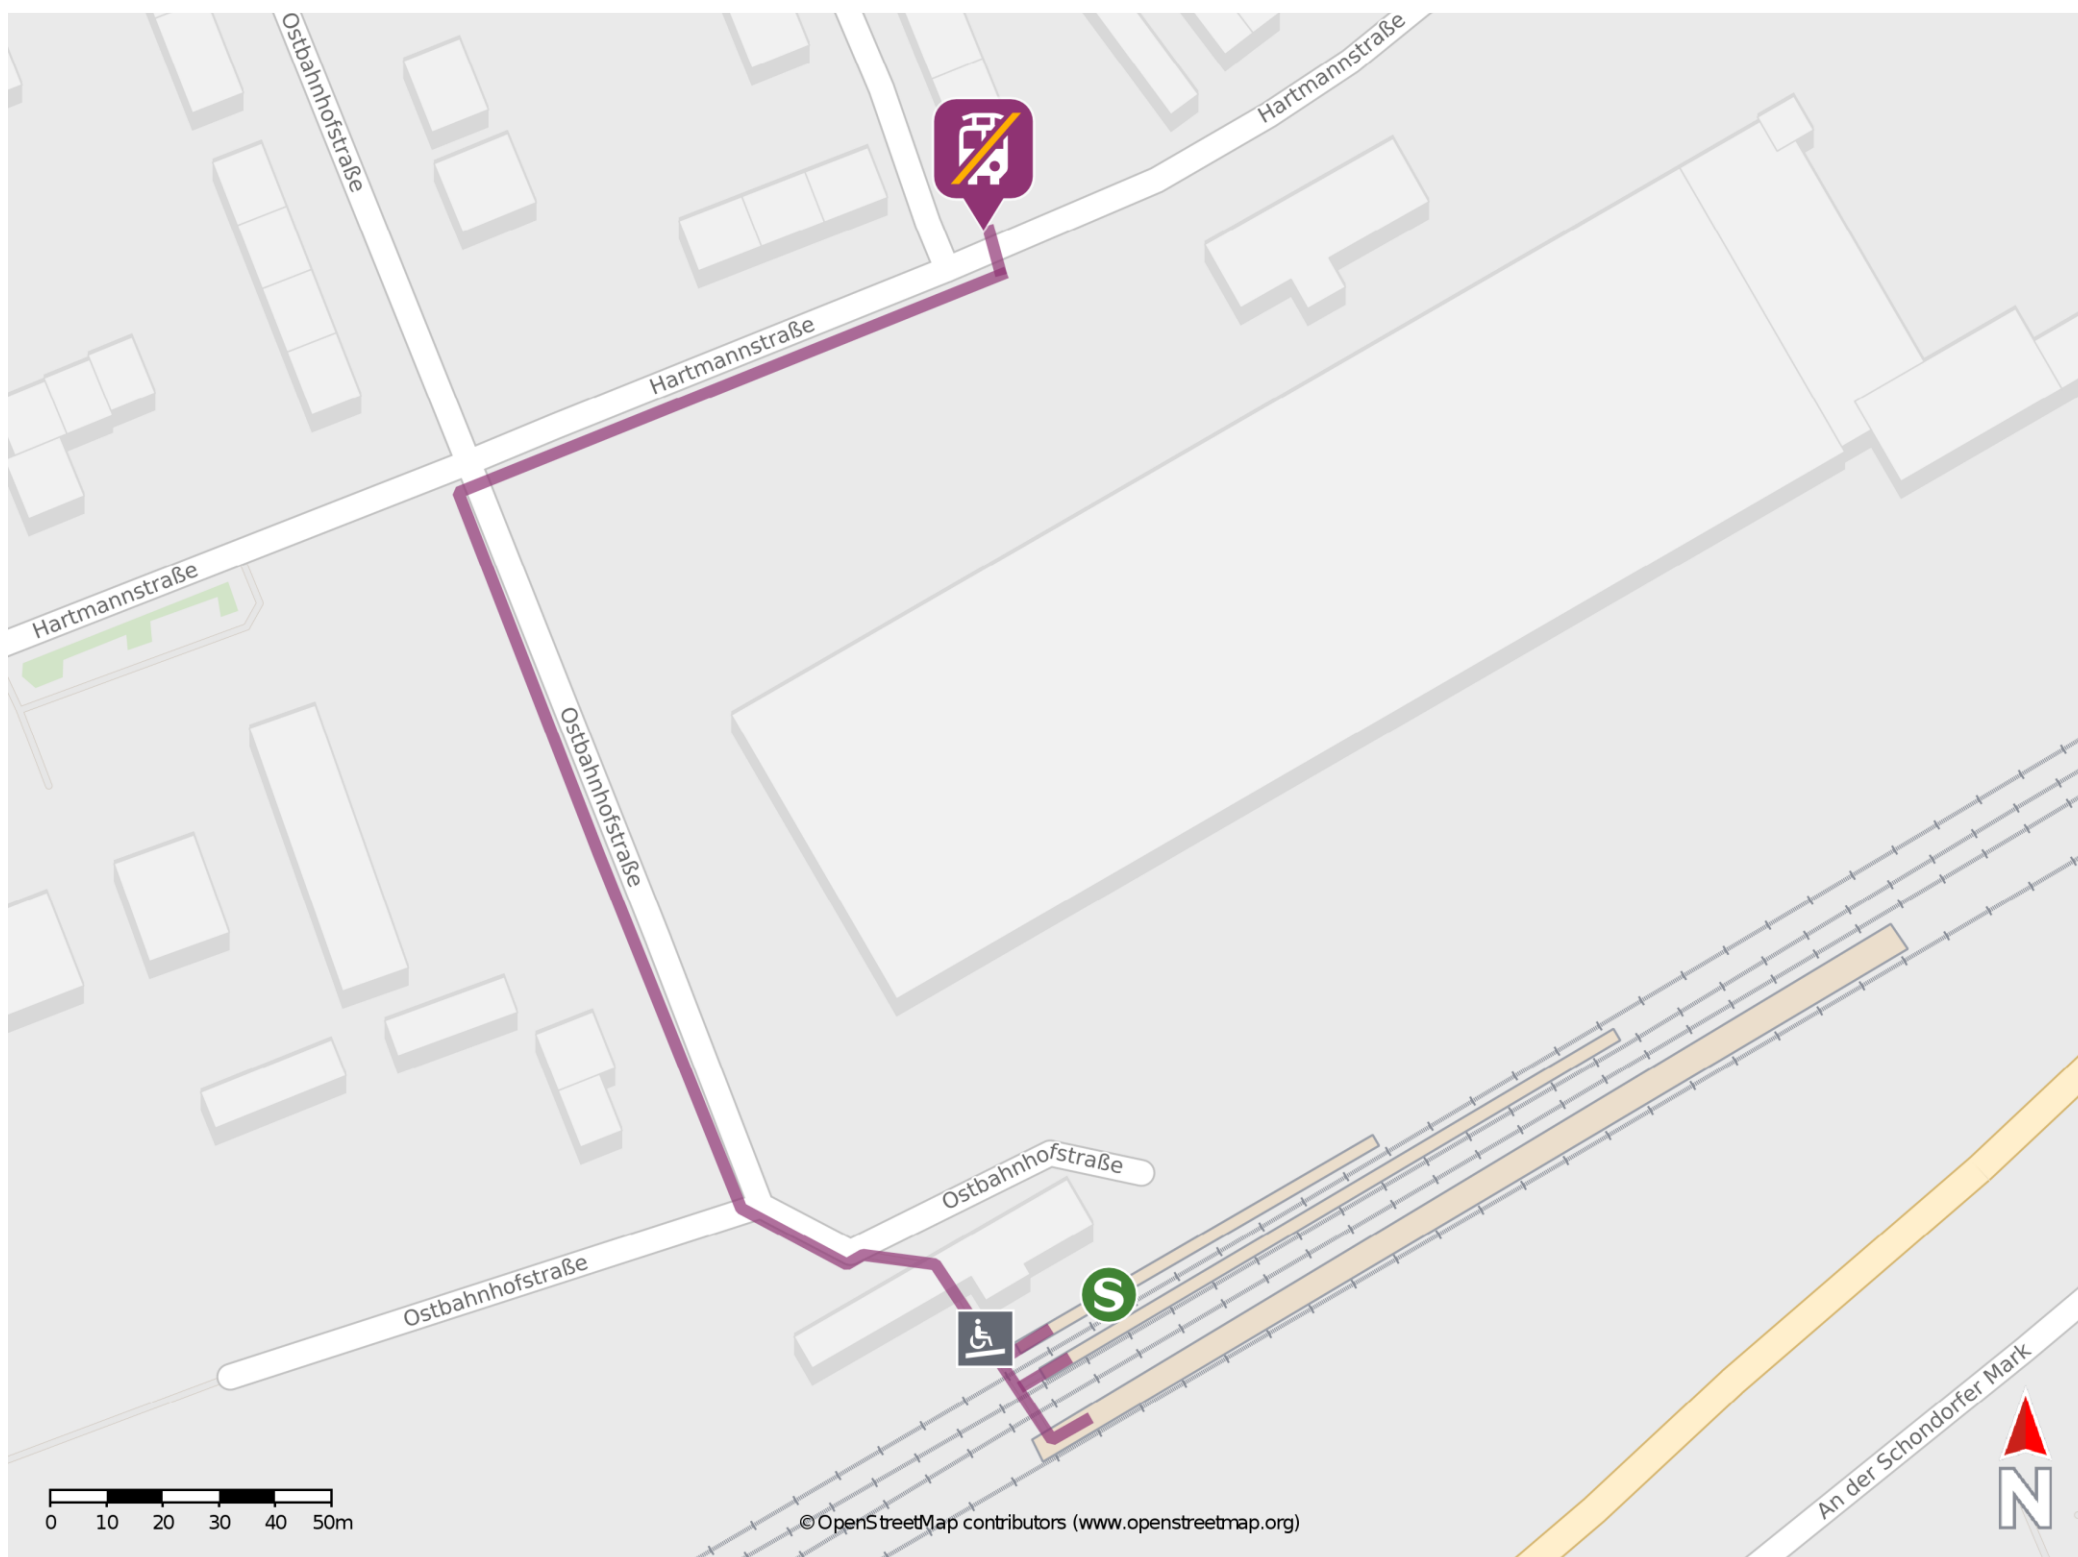 Ostbahnhofstraße
Hartmannstraße
Hartmannstraße
Hartmannstraße
Ostbahnhofstraße
Ostbahnhofstraße
Ostbahnhofstraße
S
An der Schondorfer Mark
N
0 10 20 30 40 50m
© OpenStreetMap contributors (www.openstreetmap.org)